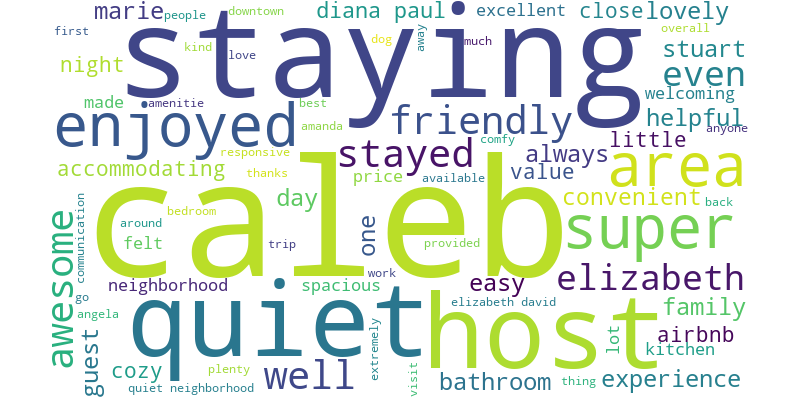 marie
people
downtown
diana paul
excellent
close
lovely
first
staying
kind
love
away
much
dog
overall
stuart
night
even
made
amenitie
best
welcoming
enjoyed
amanda
friendly
helpful
anyone
responsive
stayed
comfy
always
little
accommodating
thanks
price
available
value
area
caleb
day
convenient
back
communication
bedroom
around
felt
one
trip
provided
super
awesome
neighborhood
spacious
work
easy
elizabeth
go
angela
quiet
elizabeth david
host
family
airbnb
guest
cozy
plenty
extremely
lot
kitchen
quiet neighborhood
well
visit
bathroom
thing
experience